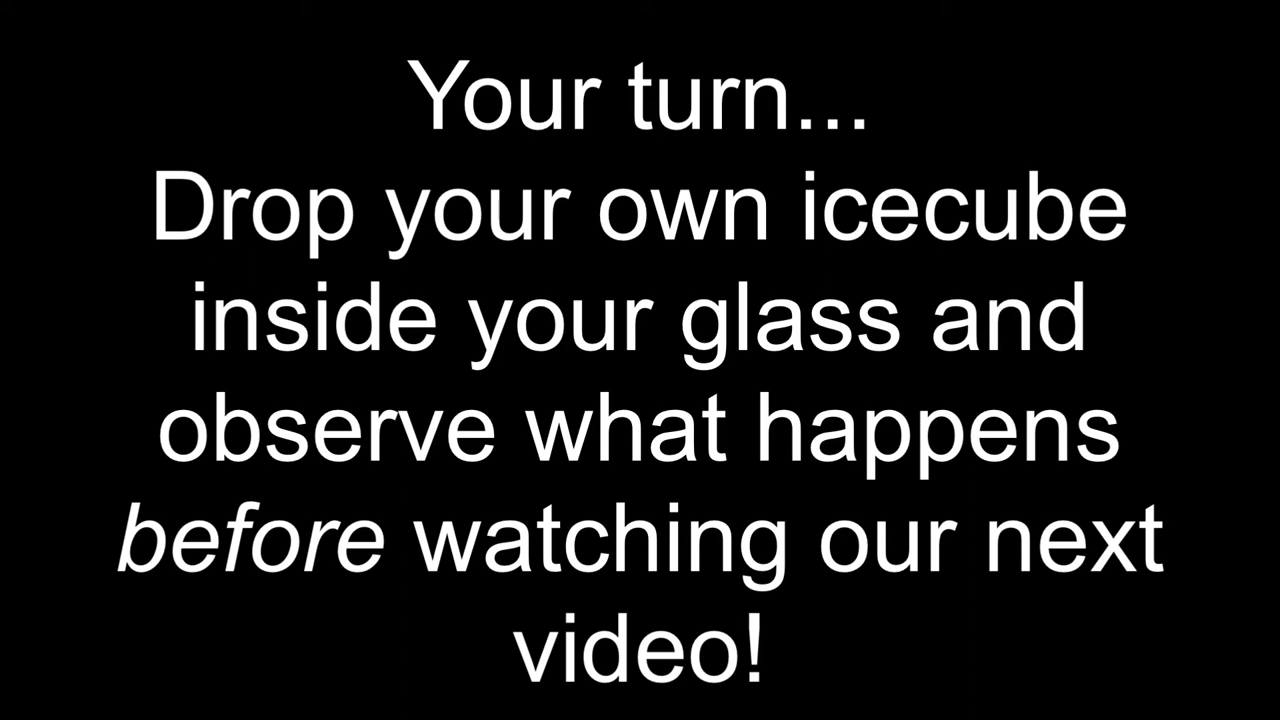 Your turn...
Drop your own icecube
inside your glass and
observe what happens
before watching our next
video!